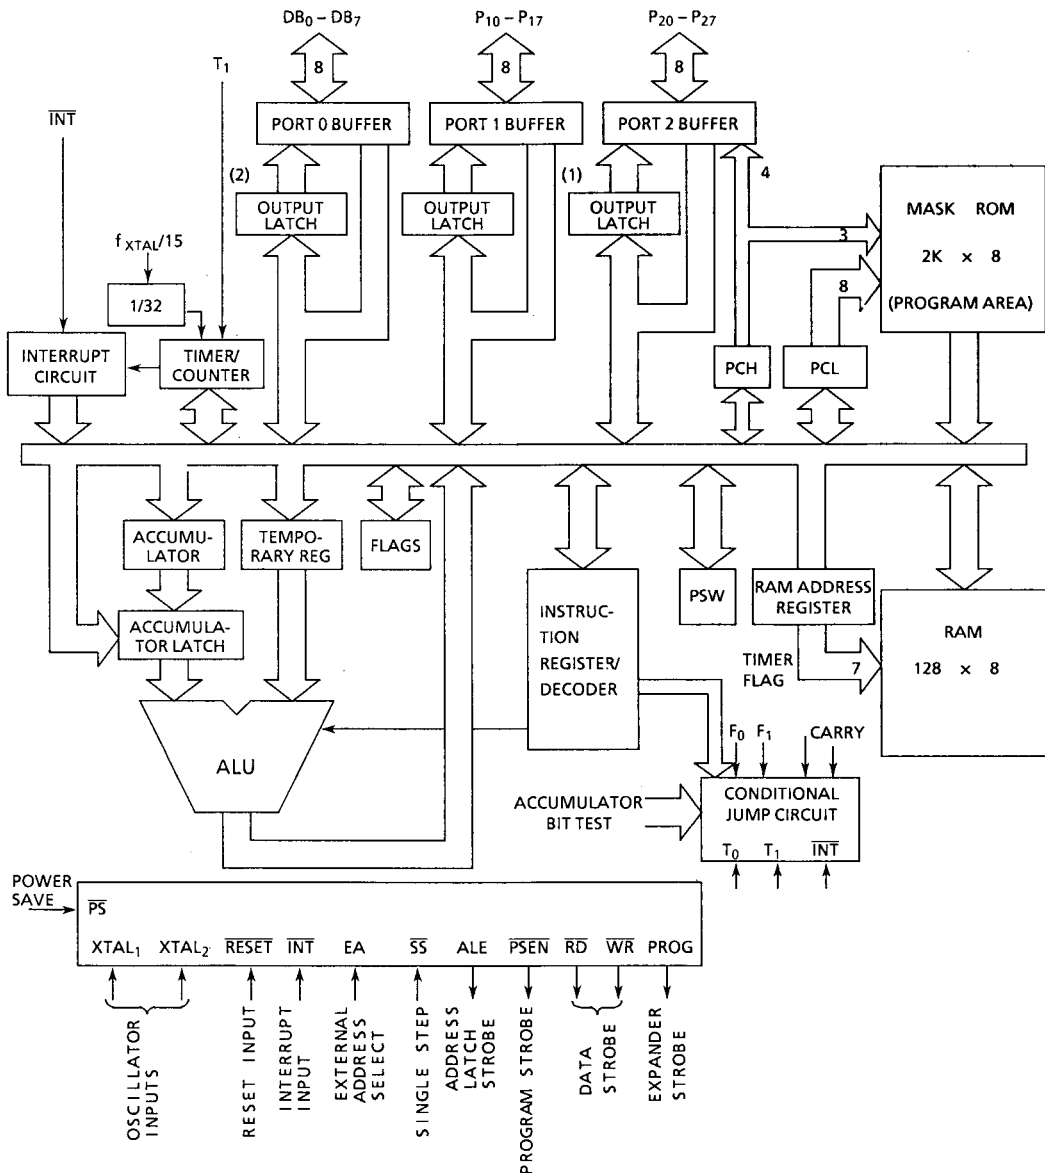 DB0 – DB7
P10 – P17
P20 – P27
T1
8
8
8
INT
PORT 0 BUFFER
PORT 1 BUFFER
PORT 2 BUFFER
(2)
(1)
4
OUTPUT
LATCH
OUTPUT
LATCH
OUTPUT
LATCH
MASK ROM
2K x 8
(PROGRAM AREA)
3
8
fXTAL/15
1/32
INTERRUPT
CIRCUIT
TIMER/
COUNTER
PCH
PCL
ACCUMU-
LATOR
TEMPO-
RARY REG
FLAGS
INSTRUC-
TION
REGISTER/
DECODER
PSW
RAM ADDRESS
REGISTER
ACCUMULA-
TOR LATCH
RAM
128 x 8
7
TIMER
FLAG
ALU
F0
F1
CARRY
ACCUMULATOR
BIT TEST
CONDITIONAL
JUMP CIRCUIT
T0
T1
INT
POWER
SAVE
PS
XTAL1
XTAL2
RESET
INT
EA
SS
ALE
PSEN
RD
WR
PROG
OSCILLATOR
INPUTS
RESET INPUT
INTERRUPT
INPUT
EXTERNAL
ADDRESS
SELECT
SINGLE STEP
ADDRESS
LATCH
STROBE
PROGRAM STROBE
DATA
STROBE
EXPANDER
STROBE